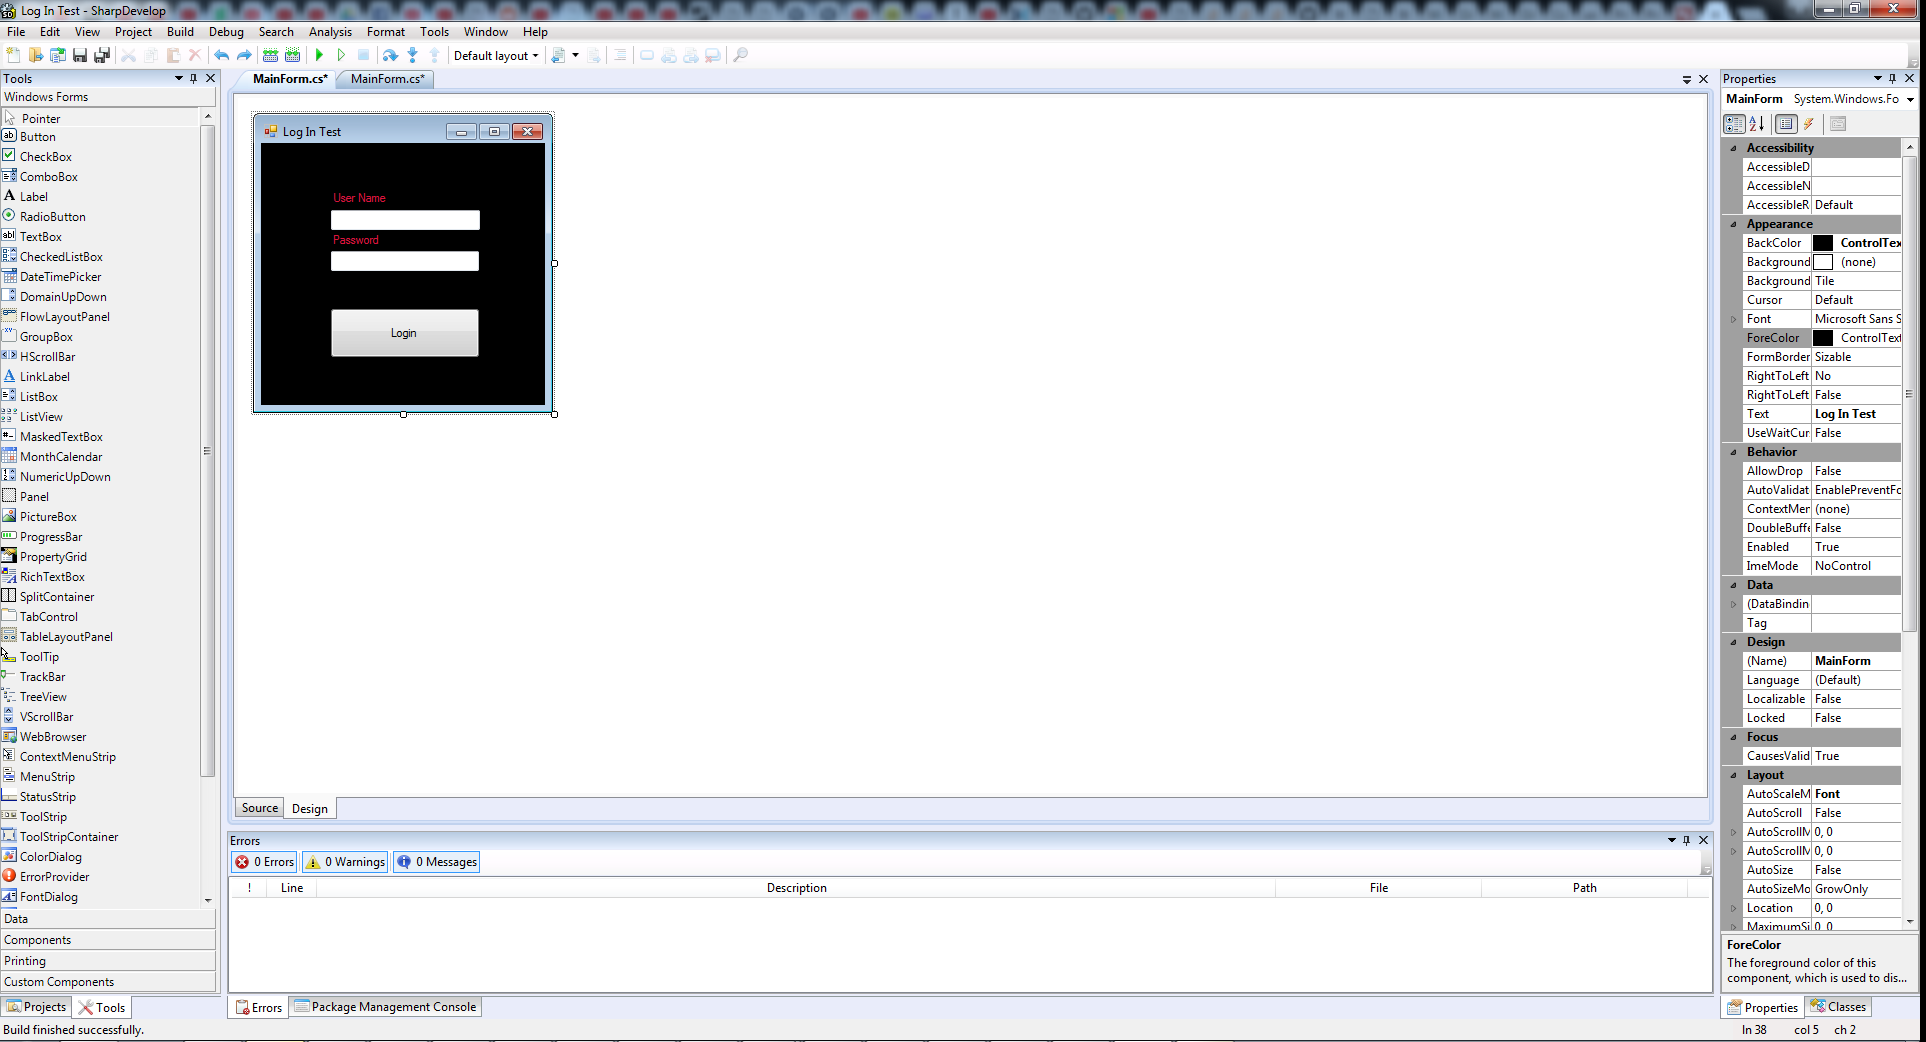 Log In Test - SharpDevelop
File Edit View Project Build Debug Search Analysis Format Tools Window Help
Default layout
Tools
Windows Forms
Pointer
Button
CheckBox
ComboBox
Label
RadioButton
TextBox
CheckedListBox
DateTimePicker
DomainUpDown
FlowLayoutPanel
GroupBox
HScrollBar
LinkLabel
ListBox
ListView
MaskedTextBox
MonthCalendar
NumericUpDown
Panel
PictureBox
ProgressBar
PropertyGrid
RichTextBox
SplitContainer
TabControl
TableLayoutPanel
ToolTip
TrackBar
TreeView
VScrollBar
WebBrowser
ContextMenuStrip
MenuStrip
StatusStrip
ToolStrip
ToolStripContainer
ColorDialog
ErrorProvider
FontDialog
Data
Components
Printing
Custom Components
Projects Tools
MainForm.cs* MainForm.cs*
Log In Test
User Name
Password
Login
Source Design
Errors
0 Errors 0 Warnings 0 Messages
! Line Description File Path
Errors Package Management Console
Properties
MainForm System.Windows.Fo
Accessibility
AccessibleD
AccessibleN
AccessibleR Default
Appearance
BackColor ControlTex
Background (none)
Background Tile
Cursor Default
Font Microsoft Sans S
ForeColor ControlText
FormBorder Sizable
RightToLeft No
RightToLeft False
Text Log In Test
UseWaitCur False
Behavior
AllowDrop False
AutoValidat EnablePreventFo
ContextMer (none)
DoubleBuffe False
Enabled True
ImeMode NoControl
Data
(DataBindin
Tag
Design
(Name) MainForm
Language (Default)
Localizable False
Locked False
Focus
CausesValid True
Layout
AutoScaleM Font
AutoScroll False
AutoScrollM 0, 0
AutoScrollM 0, 0
AutoSize False
AutoSizeMo GrowOnly
Location 0, 0
MaximumSi 0, 0
ForeColor
The foreground color of this
component, which is used to dis...
Properties Classes
Build finished successfully.
ln 38 col 5 ch 2